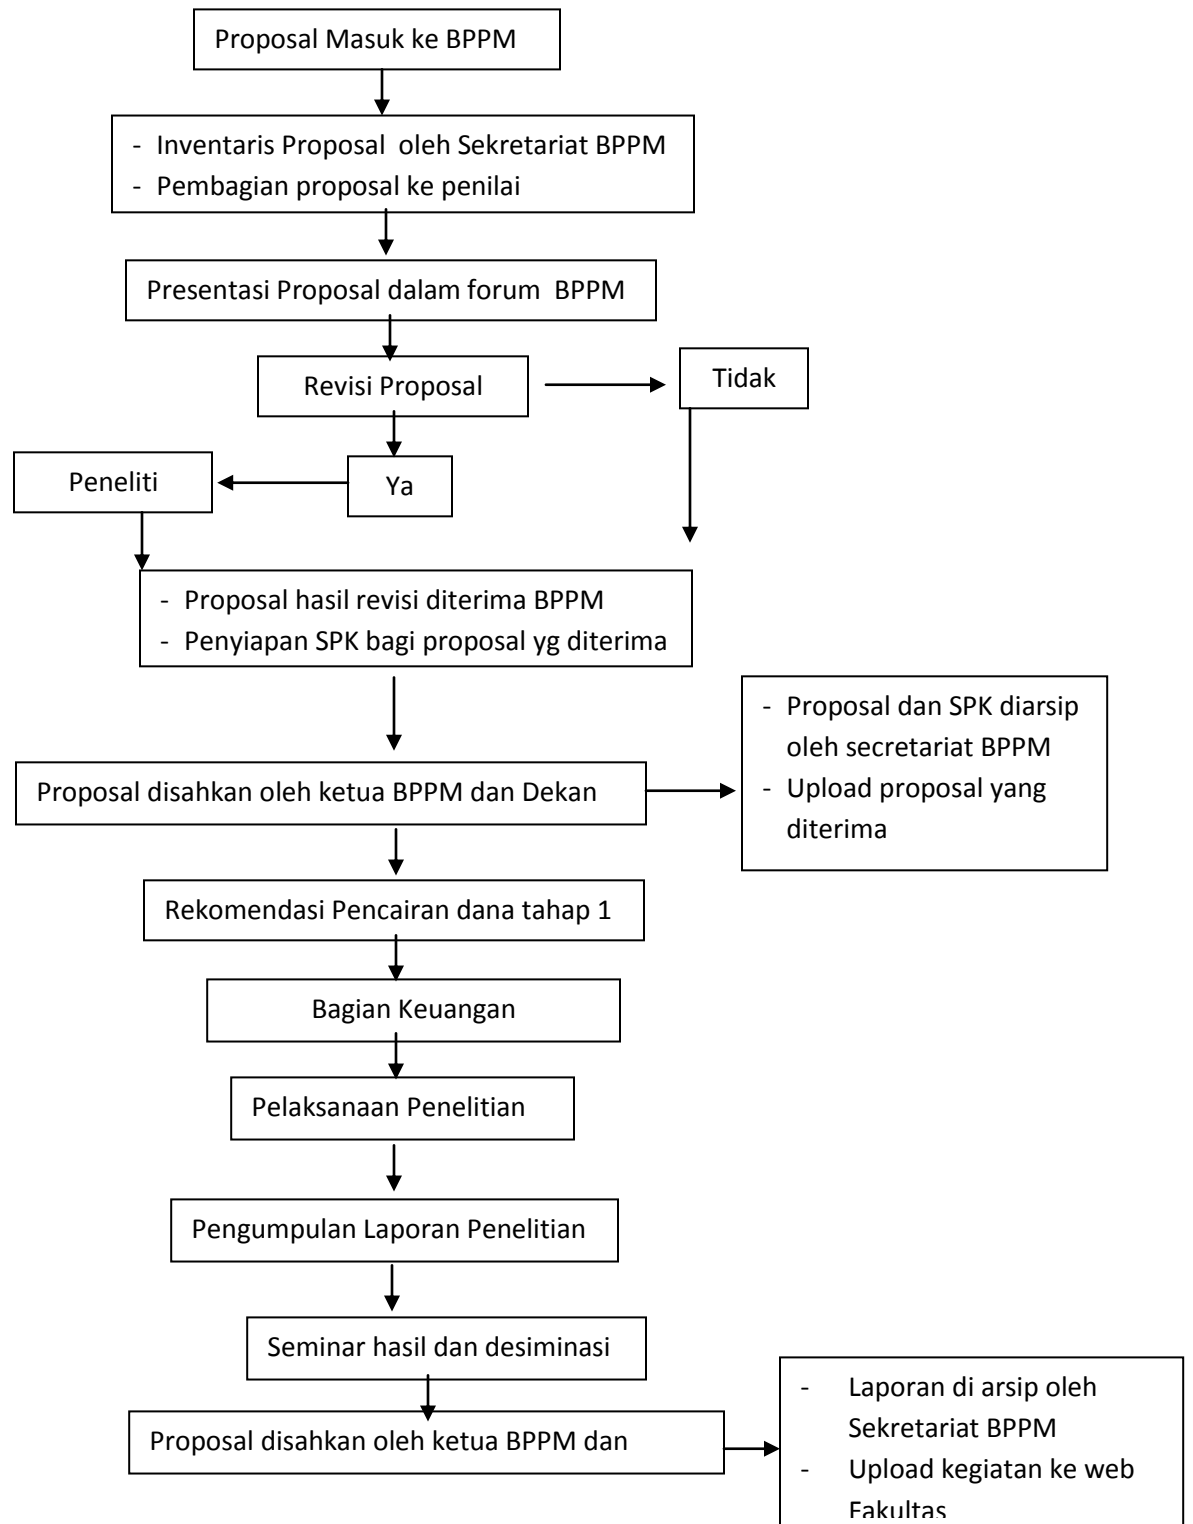 Proposal Masuk ke BPPM
- Inventaris Proposal oleh Sekretariat BPPM
- Pembagian proposal ke penilai
Presentasi Proposal dalam forum BPPM
Revisi Proposal
Tidak
Peneliti
Ya
- Proposal hasil revisi diterima BPPM
- Penyiapan SPK bagi proposal yg diterima
- Proposal dan SPK diarsip
oleh secretariat BPPM
- Upload proposal yang
diterima
Proposal disahkan oleh ketua BPPM dan Dekan
Rekomendasi Pencairan dana tahap 1
Bagian Keuangan
Pelaksanaan Penelitian
Pengumpulan Laporan Penelitian
Seminar hasil dan desiminasi
Proposal disahkan oleh ketua BPPM dan
- Laporan di arsip oleh
Sekretariat BPPM
- Upload kegiatan ke web
Fakultas